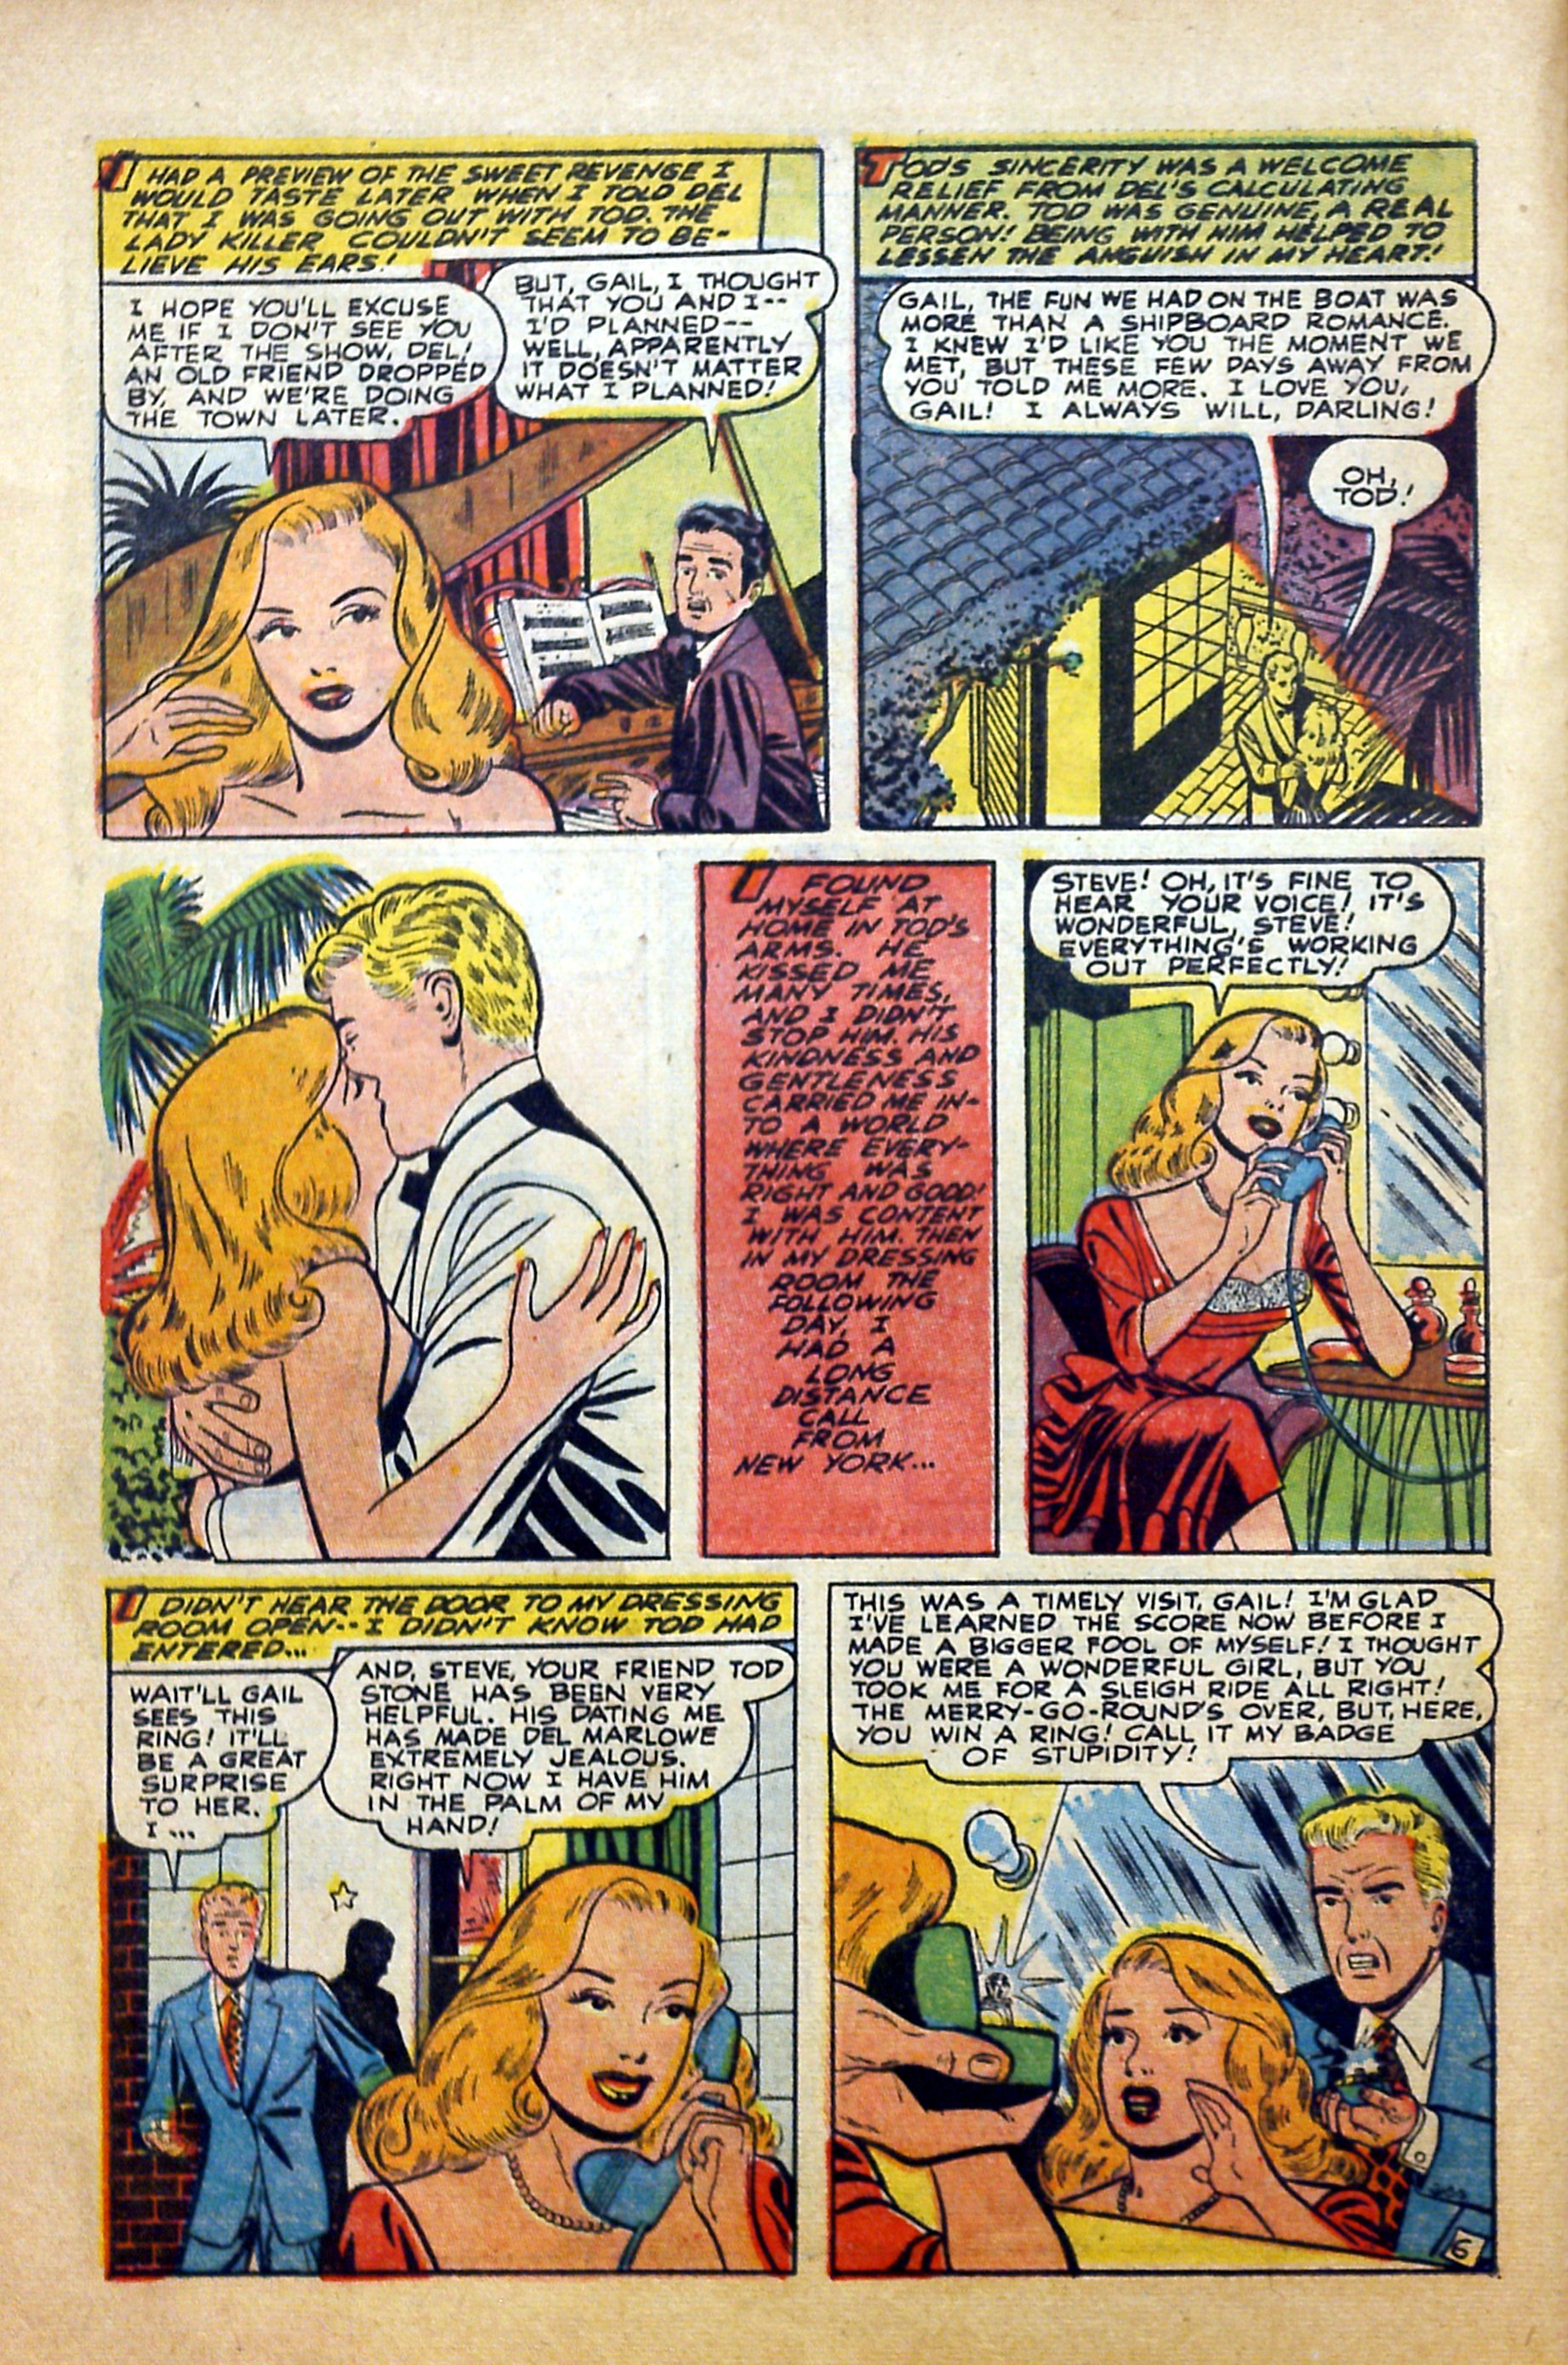 I HAD A PREVIEW OF THE SWEET REVENGE I
WOULD TASTE LATER WHEN I TOLD DEL
THAT I WAS GOING OUT WITH TOD. THE
LADY KILLER COULDN'T SEEM TO BE-
LIEVE HIS EARS!
I HOPE YOU'LL EXCUSE
ME IF I DON'T SEE YOU
AFTER THE SHOW, DEL!
AN OLD FRIEND DROPPED
BY, AND WE'RE DOING
THE TOWN LATER.
BUT, GAIL, I THOUGHT
THAT YOU AND I--
I'D PLANNED--
WELL, APPARENTLY
IT DOESN'T MATTER
WHAT I PLANNED!
TOD'S SINCERITY WAS A WELCOME
RELIEF FROM DEL'S CALCULATING
MANNER. TOD WAS GENUINE, A REAL
PERSON! BEING WITH HIM HELPED TO
LESSEN THE ANGUISH IN MY HEART!
GAIL, THE FUN WE HAD ON THE BOAT WAS
MORE THAN A SHIPBOARD ROMANCE.
I KNEW I'D LIKE YOU THE MOMENT WE
MET, BUT THESE FEW DAYS AWAY FROM
YOU TOLD ME MORE. I LOVE YOU,
GAIL! I ALWAYS WILL, DARLING!
OH,
TOD!
I FOUND
MYSELF AT
HOME IN TOD'S
ARMS. HE
KISSED ME
MANY TIMES,
AND I DIDN'T
STOP HIM. HIS
KINDNESS AND
GENTLENESS
CARRIED ME IN-
TO A WORLD
WHERE EVERY-
THING WAS
RIGHT AND GOOD!
I WAS CONTENT
WITH HIM. THEN
IN MY DRESSING
ROOM THE
FOLLOWING
DAY, I
HAD A
LONG
DISTANCE
CALL
FROM
NEW YORK...
STEVE! OH, IT'S FINE TO
HEAR YOUR VOICE! IT'S
WONDERFUL, STEVE!
EVERYTHING'S WORKING
OUT PERFECTLY!
I DIDN'T HEAR THE DOOR TO MY DRESSING
ROOM OPEN--I DIDN'T KNOW TOD HAD
ENTERED...
WAIT'LL GAIL
SEES THIS
RING! IT'LL
BE A GREAT
SURPRISE
TO HER.
I...
AND, STEVE, YOUR FRIEND TOD
STONE HAS BEEN VERY
HELPFUL. HIS DATING ME
HAS MADE DEL MARLOWE
EXTREMELY JEALOUS.
RIGHT NOW I HAVE HIM
IN THE PALM OF MY
HAND!
THIS WAS A TIMELY VISIT, GAIL! I'M GLAD
I'VE LEARNED THE SCORE NOW BEFORE I
MADE A BIGGER FOOL OF MYSELF! I THOUGHT
YOU WERE A WONDERFUL GIRL, BUT YOU
TOOK ME FOR A SLEIGH RIDE ALL RIGHT!
THE MERRY-GO-ROUND'S OVER, BUT, HERE,
YOU WIN A RING! CALL IT MY BADGE
OF STUPIDITY!
6